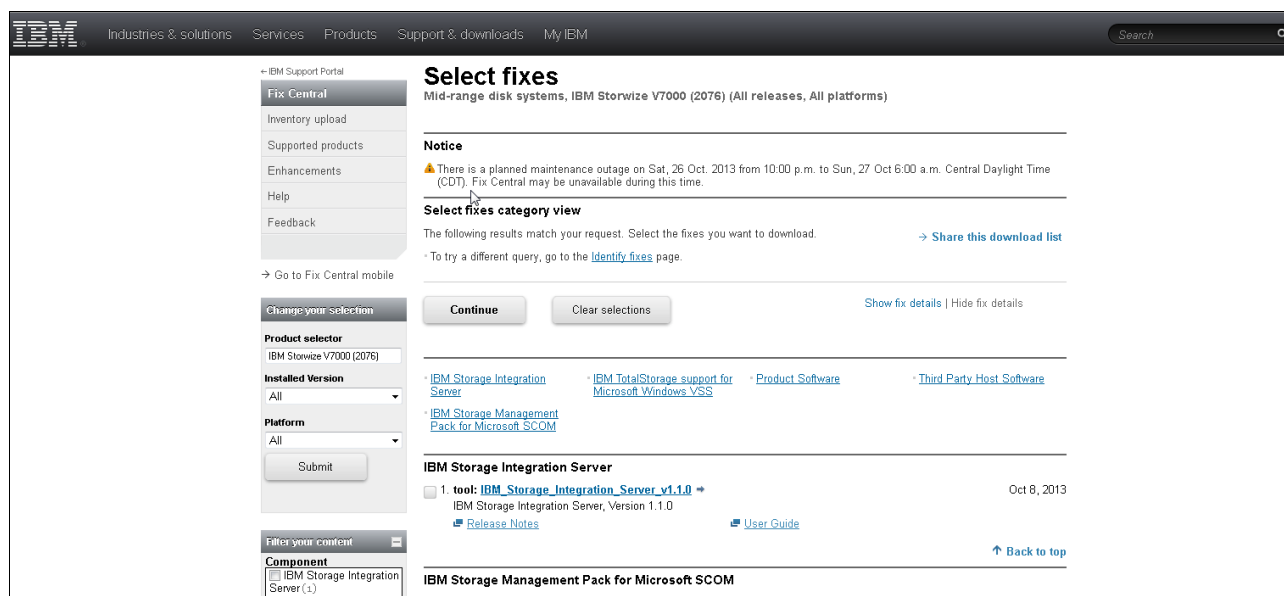 IBM.
Industries & solutions Services Products Support & downloads My IBM Search
←IBM Support Portal
Fix Central
Inventory upload
Supported products
Enhancements
Help
Feedback
→ Go to Fix Central mobile
Change your selection
Product selector
IBM Storwize V7000 (2076)
Installed Version
All
Platform
All
Submit
Filter your content
Component
IBM Storage Integration
Server (1)
Select fixes
Mid-range disk systems, IBM Storwize V7000 (2076) (All releases, All platforms)
Notice
There is a planned maintenance outage on Sat, 26 Oct. 2013 from 10:00 p.m. to Sun, 27 Oct 6:00 a.m. Central Daylight Time
(CDT). Fix Central may be unavailable during this time.
Select fixes category view
The following results match your request. Select the fixes you want to download.
→ Share this download list
To try a different query, go to the Identify fixes page.
Continue Clear selections
Show fix details | Hide fix details
IBM Storage Integration
Server
IBM TotalStorage support for
Microsoft Windows VSS
Product Software
Third Party Host Software
IBM Storage Management
Pack for Microsoft SCOM
IBM Storage Integration Server
1. tool: IBM_Storage_Integration_Server_v1.1.0 Oct 8, 2013
IBM Storage Integration Server, Version 1.1.0
Release Notes User Guide
Back to top
IBM Storage Management Pack for Microsoft SCOM